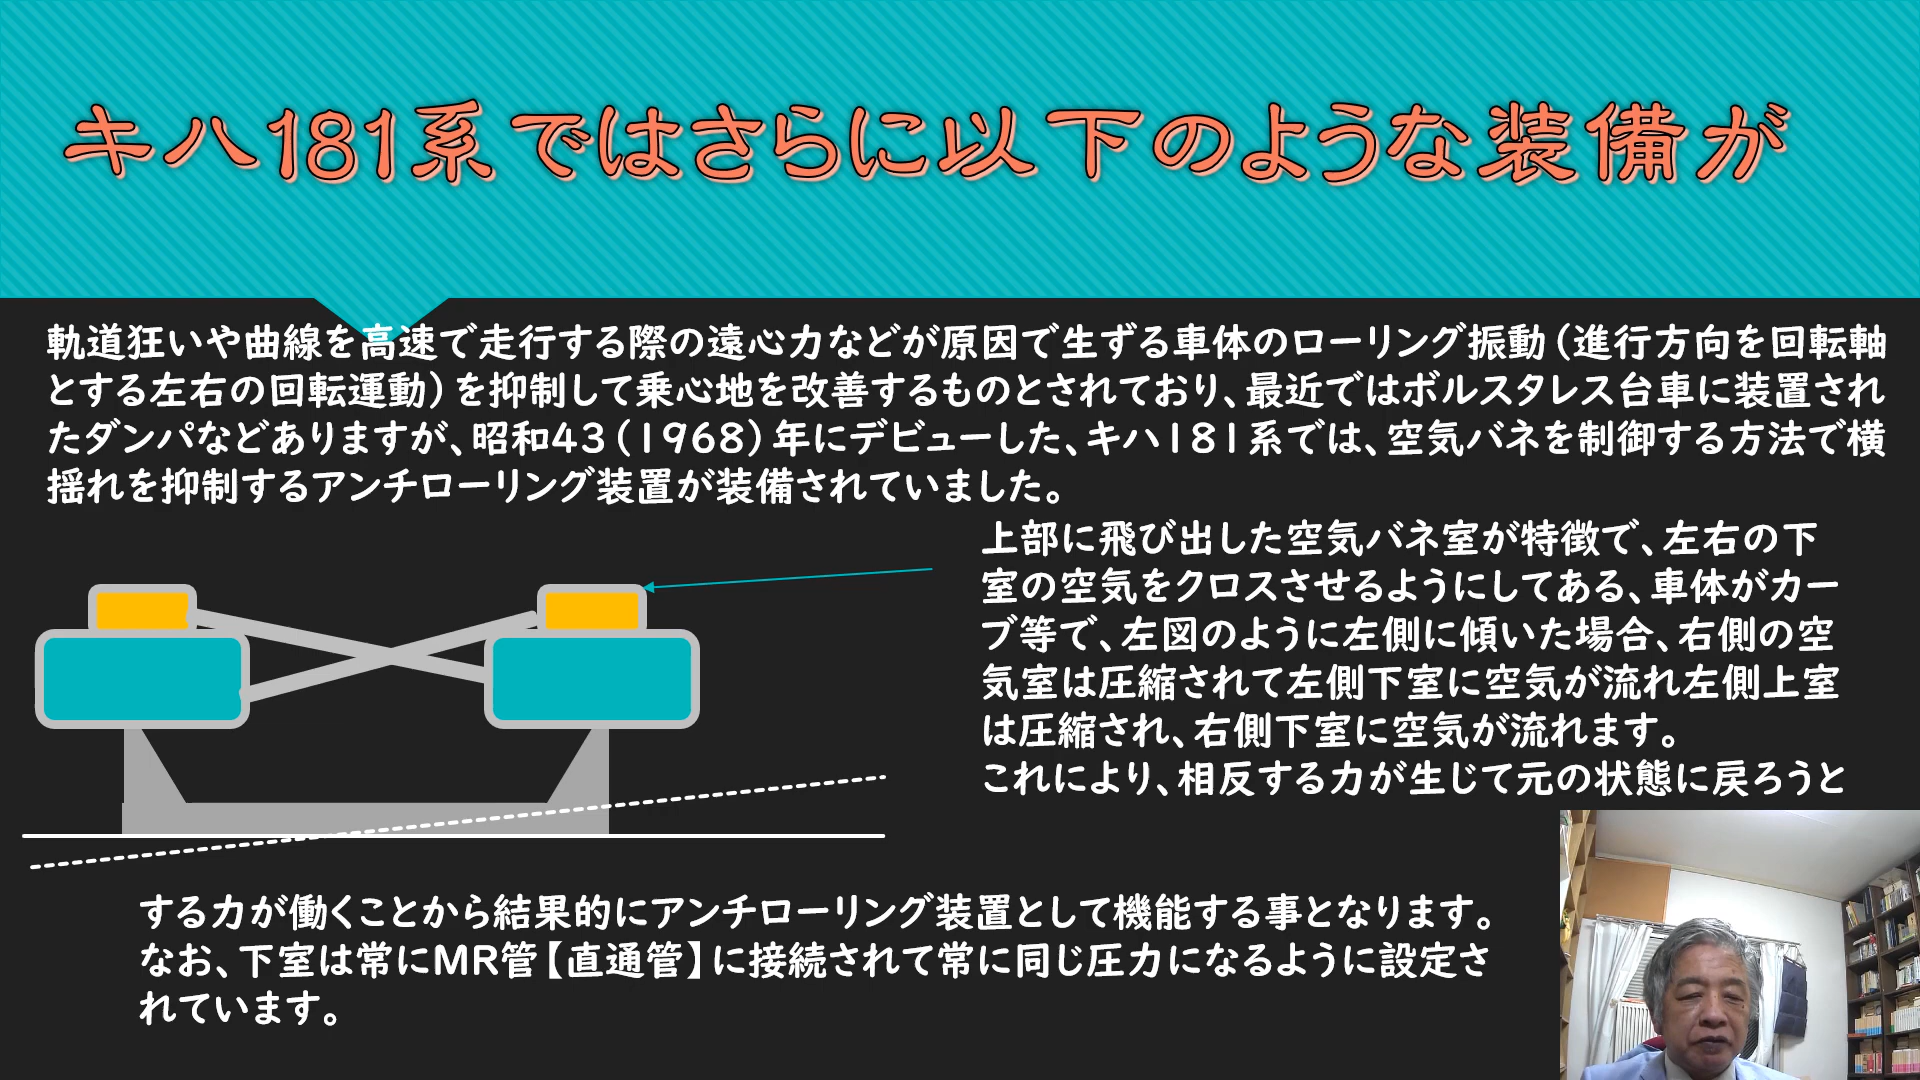 キハ181系ではさらに以下のような装備が
軌道狂いや曲線を高速で走行する際の遠心力などが原因で生ずる車体のローリング振動（進行方向を回転軸
とする左右の回転運動）を抑制して乗心地を改善するものとされており、最近ではボルスタレス台車に装置され
たダンパなどありますが、昭和43（1968）年にデビューした、キハ181系では、空気バネを制御する方法で横
揺れを抑制するアンチローリング装置が装備されていました。
上部に飛び出した空気バネ室が特徴で、左右の下
室の空気をクロスさせるようにしてある、車体がカー
ブ等で、左図のように左側に傾いた場合、右側の空
気室は圧縮されて左側下室に空気が流れ左側上室
は圧縮され、右側下室に空気が流れます。
これにより、相反する力が生じて元の状態に戻ろうと
する力が働くことから結果的にアンチローリング装置として機能する事となります。
なお、下室は常にMR管【直通管】に接続されて常に同じ圧力になるように設定さ
れています。